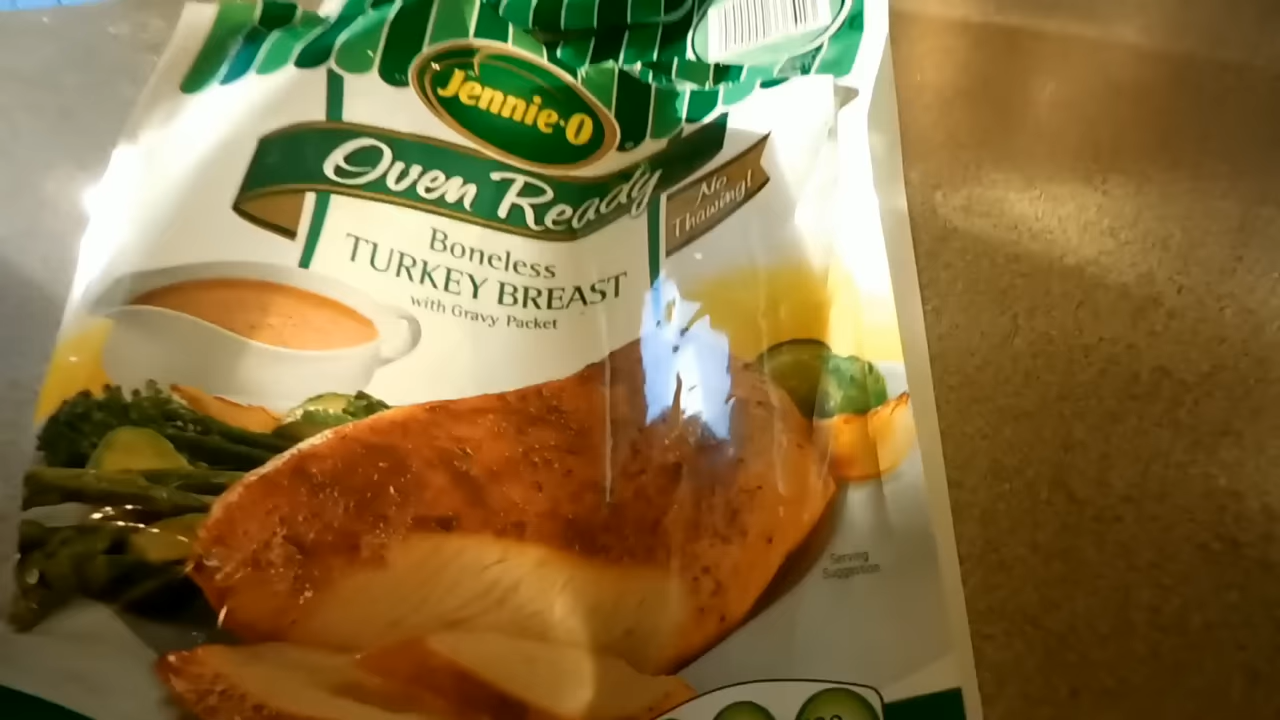 Jennie-O
Oven Ready
No
Thawing!
Boneless
TURKEY BREAST
with Gravy Packet
Serving
Suggestion